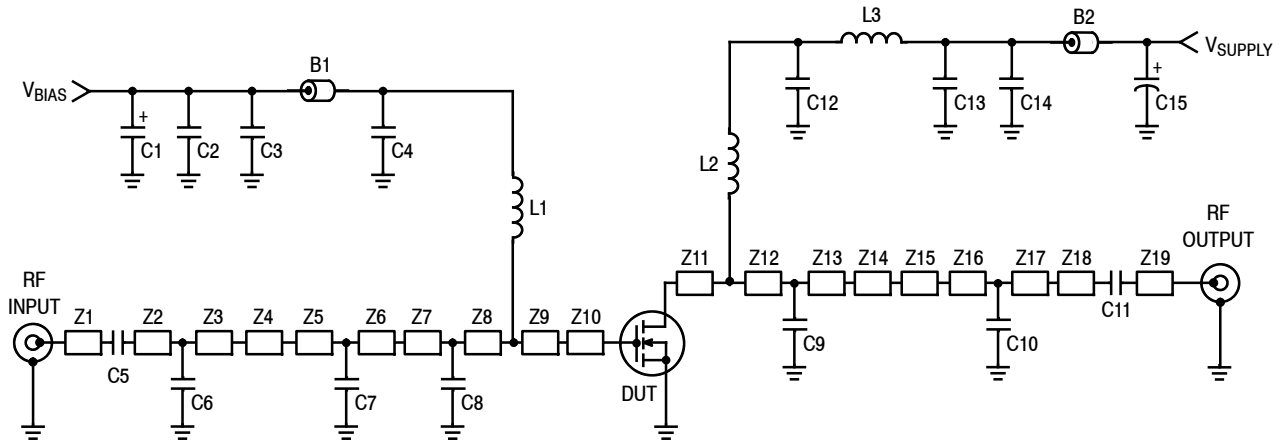 L3
B2
V_SUPPLY
B1
V_BIAS
+
+
C12
C13
C14
C15
C1
C2
C3
C4
L2
L1
RF
OUTPUT
Z11
Z12
Z13
Z14
Z15
Z16
Z17
Z18
Z19
RF
INPUT
C11
Z1
Z2
Z3
Z4
Z5
Z6
Z7
Z8
Z9
Z10
C9
C10
C5
DUT
C6
C7
C8